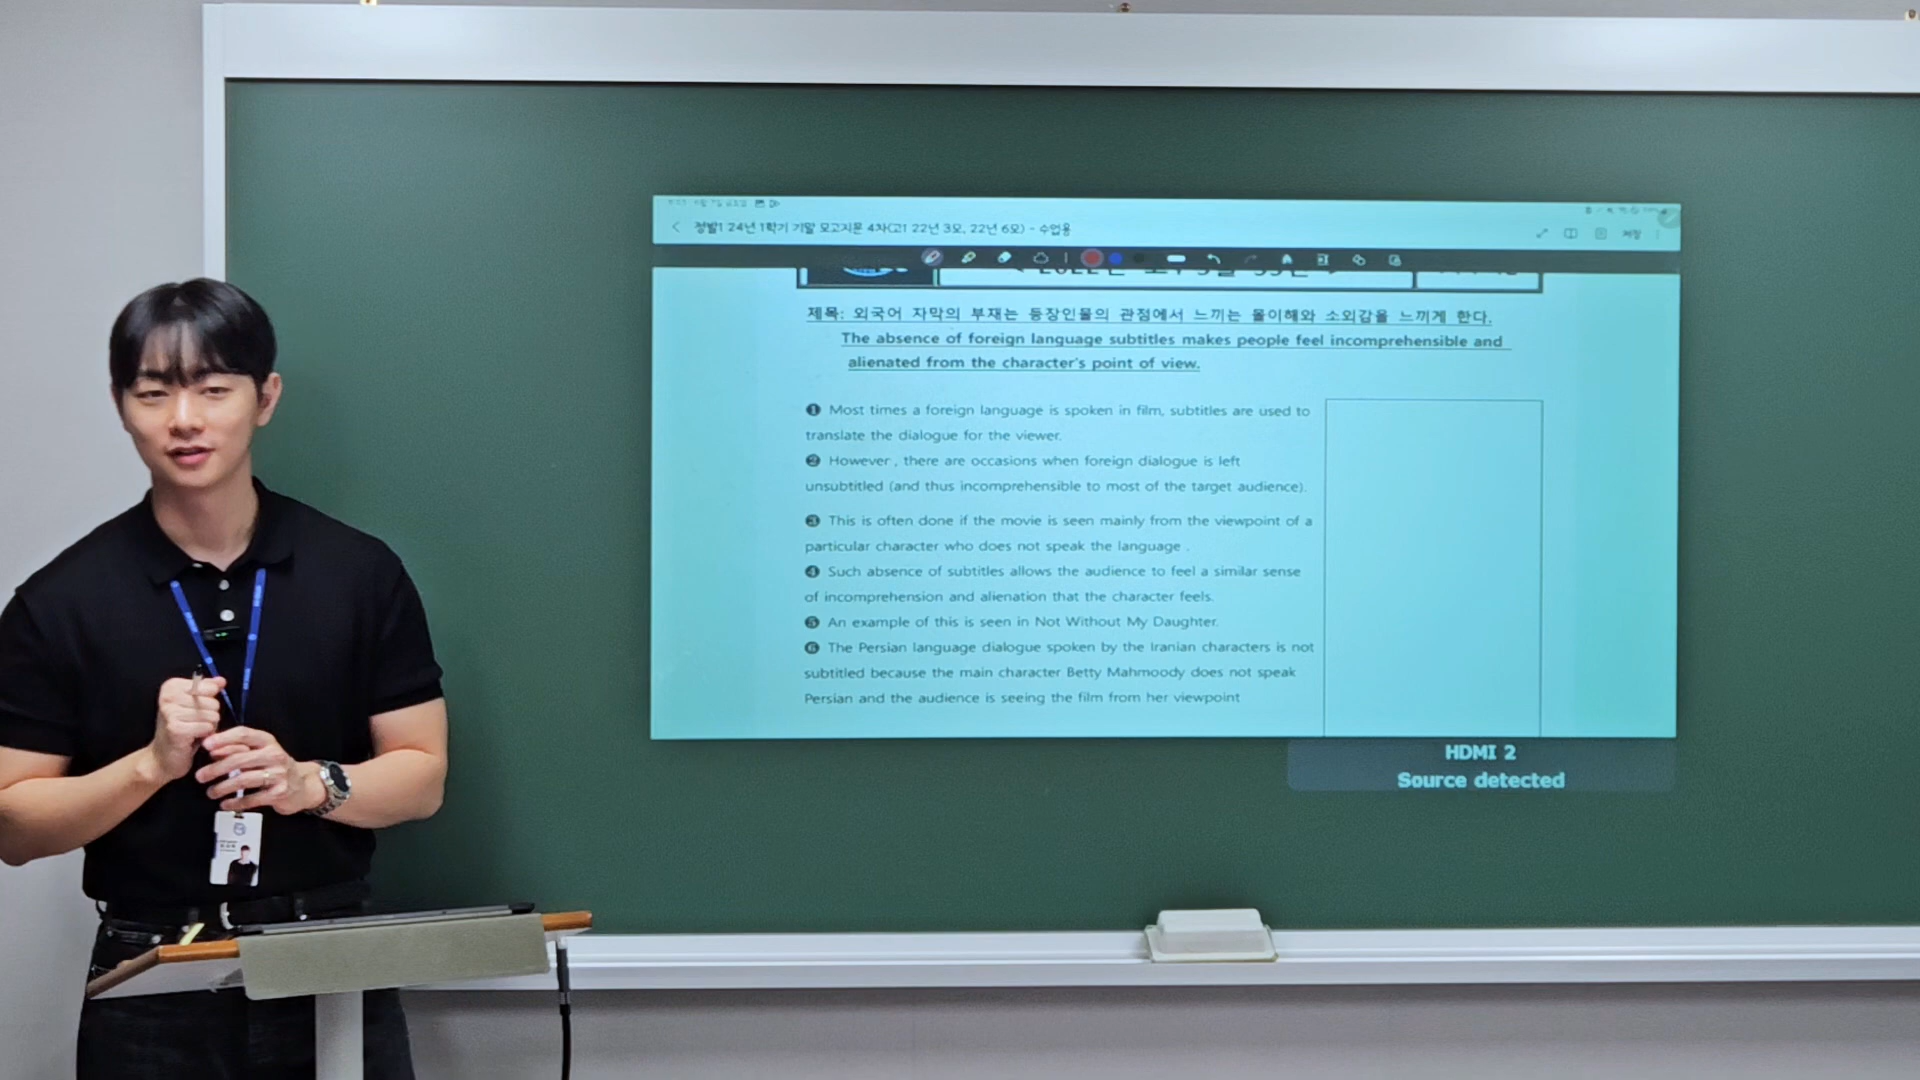 정발1 24년 1학기 기말 모고지문 4차(고1 22년 3모, 22년 6모) - 수업용
저장
제목: 외국어 자막의 부재는 등장인물의 관점에서 느끼는 몰이해와 소외감을 느끼게 한다.
The absence of foreign language subtitles makes people feel incomprehensible and
alienated from the character's point of view.
❶ Most times a foreign language is spoken in film, subtitles are used to
translate the dialogue for the viewer.
❷ However , there are occasions when foreign dialogue is left
unsubtitled (and thus incomprehensible to most of the target audience).
❸ This is often done if the movie is seen mainly from the viewpoint of a
particular character who does not speak the language .
❹ Such absence of subtitles allows the audience to feel a similar sense
of incomprehension and alienation that the character feels.
❺ An example of this is seen in Not Without My Daughter.
❻ The Persian language dialogue spoken by the Iranian characters is not
subtitled because the main character Betty Mahmoody does not speak
Persian and the audience is seeing the film from her viewpoint
HDMI 2
Source detected